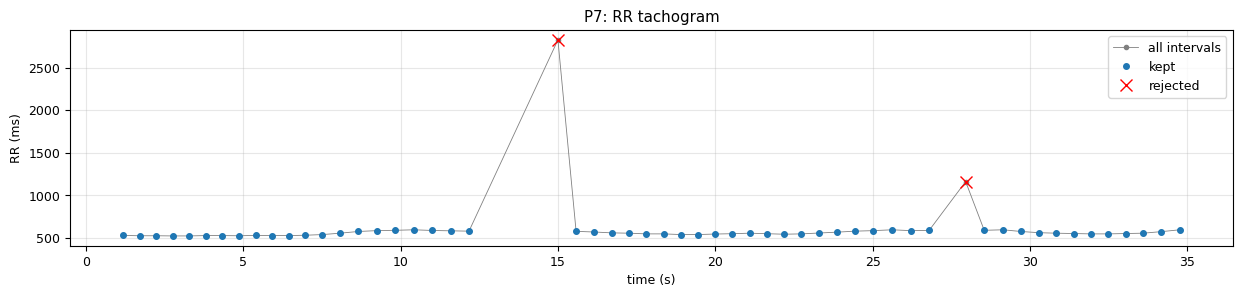 P7: RR tachogram
RR (ms)
2500
2000
1500
1000
500
all intervals
kept
rejected
0 5 10 15 20 25 30 35
time (s)